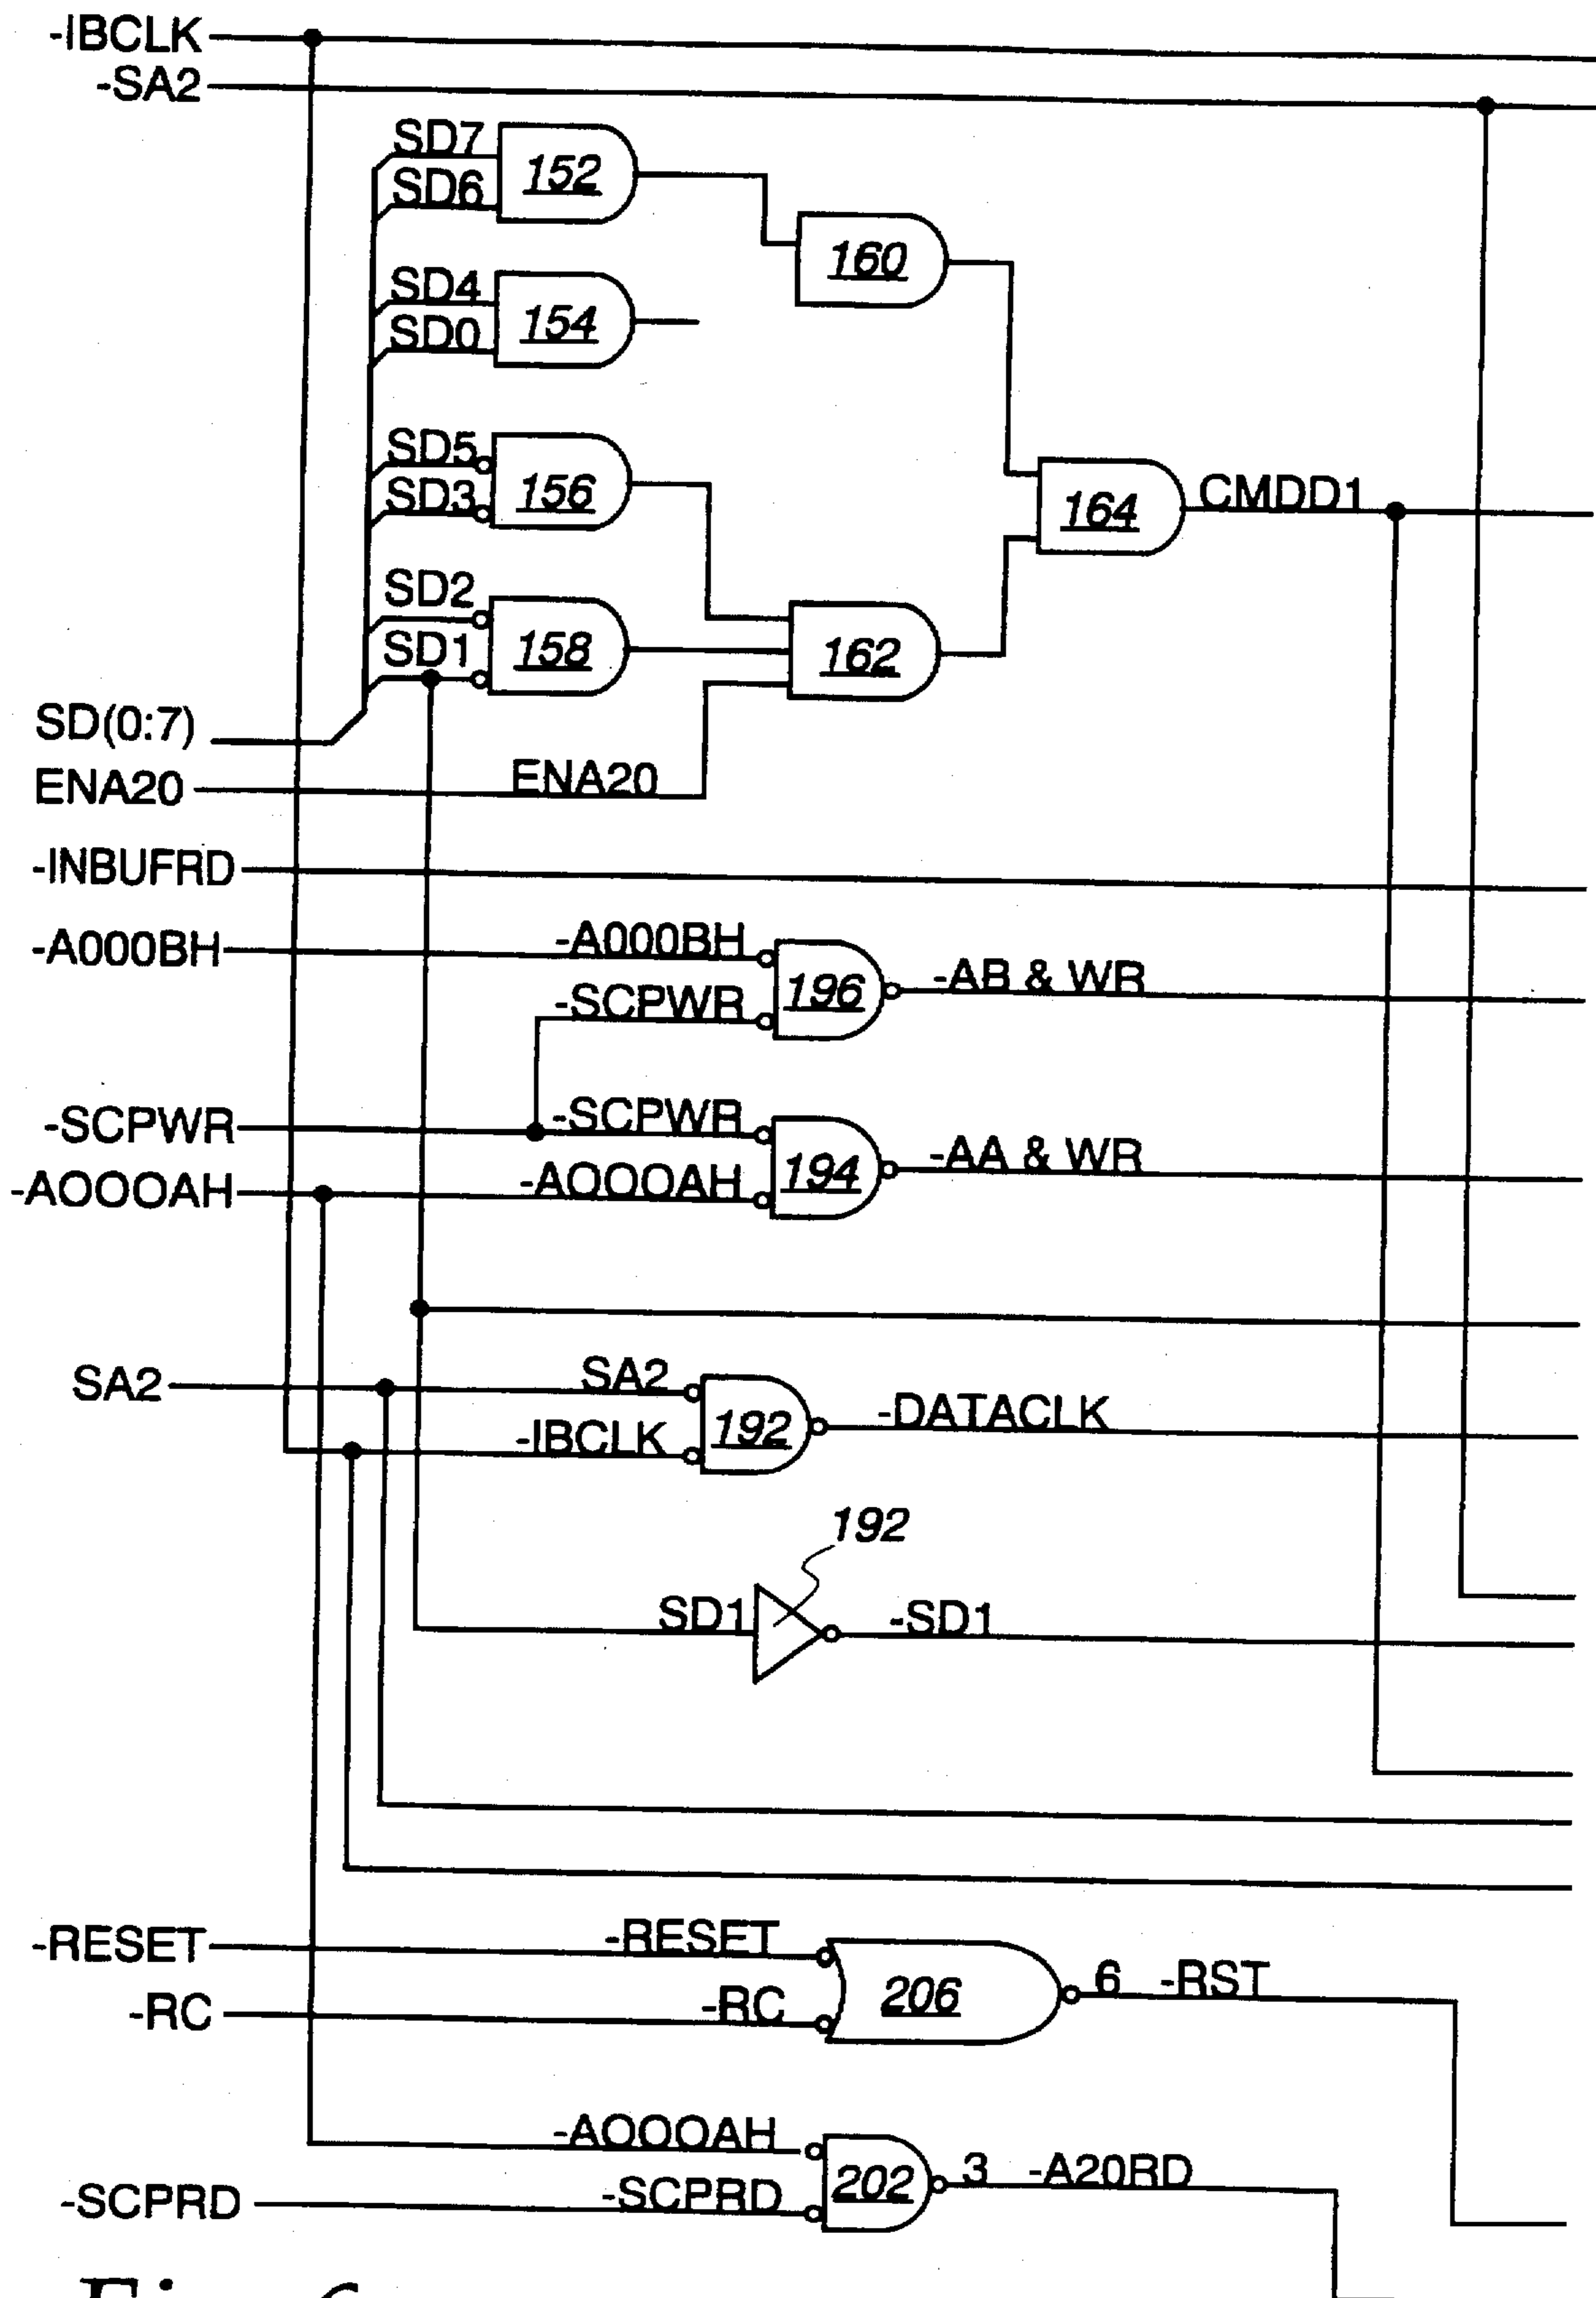 -IBCLK
-SA2
SD7
152
SD6
160
SD4
154
SD0
SD5
156
SD3
164
CMDD1
SD2
158
SD1
162
SD(0:7)
ENA20
ENA20
-INBUFRD
-A000BH
-A000BH
196
-AB & WR
-SCPWR
-SCPWR
-SCPWR
194
-AA & WR
-AOOOAH
-AOOOAH
SA2
SA2
192
-DATACLK
-IBCLK
192
SD1
-SD1
-RESET
-RESET
206
6
-RST
-RC
-RC
-AOOOAH
202
3
-A20RD
-SCPRD
-SCPRD